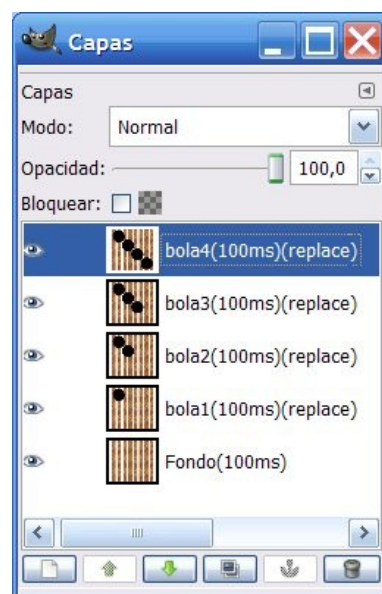 Capas
Capas
Modo: Normal
Opacidad: 100,0
Bloquear:
bola4(100ms)(replace)
bola3(100ms)(replace)
bola2(100ms)(replace)
bola1(100ms)(replace)
Fondo(100ms)